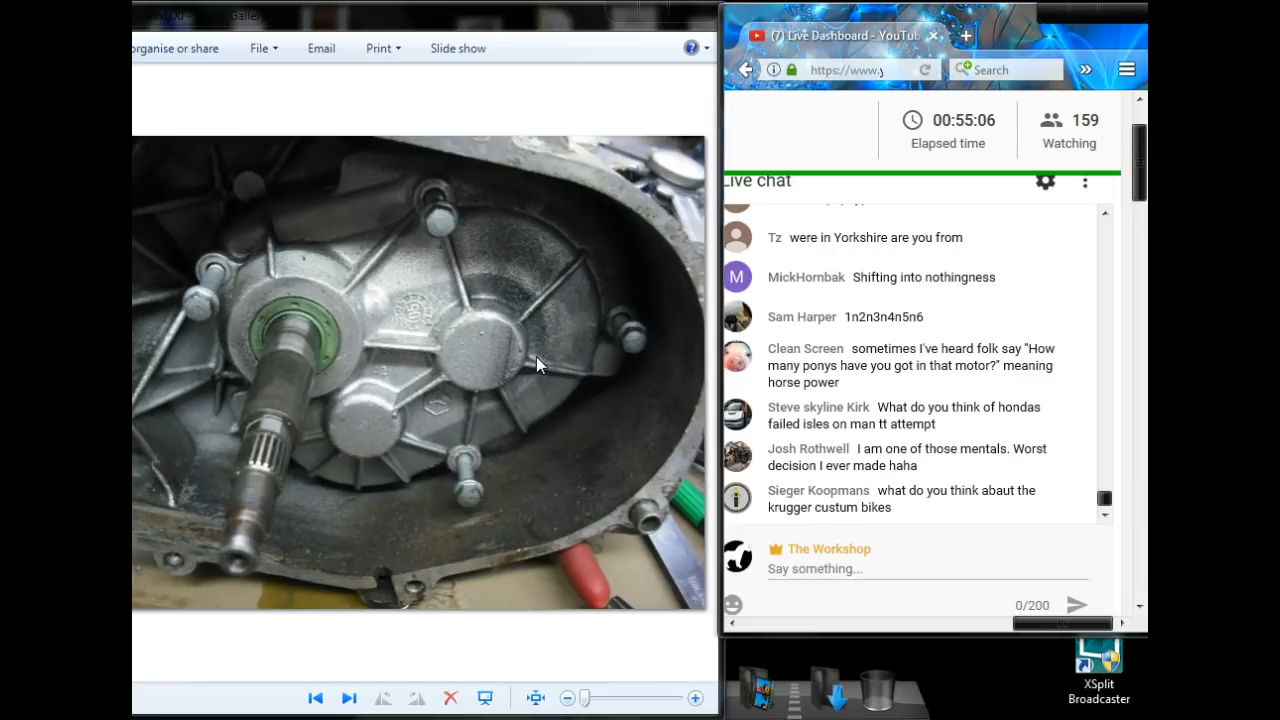 Gallery
organise or share File Email Print Slide show
(7) Live Dashboard - YouTub
https://www.y Search
00:55:06
Elapsed time
159
Watching
Live chat
Tz were in Yorkshire are you from
MickHornbak Shifting into nothingness
Sam Harper 1n2n3n4n5n6
Clean Screen sometimes I've heard folk say "How
many ponys have you got in that motor?" meaning
horse power
Steve skyline Kirk What do you think of hondas
failed isles on man tt attempt
Josh Rothwell I am one of those mentals. Worst
decision I ever made haha
Sieger Koopmans what do you think abaut the
krugger custum bikes
The Workshop
Say something...
0/200
XSplit
Broadcaster